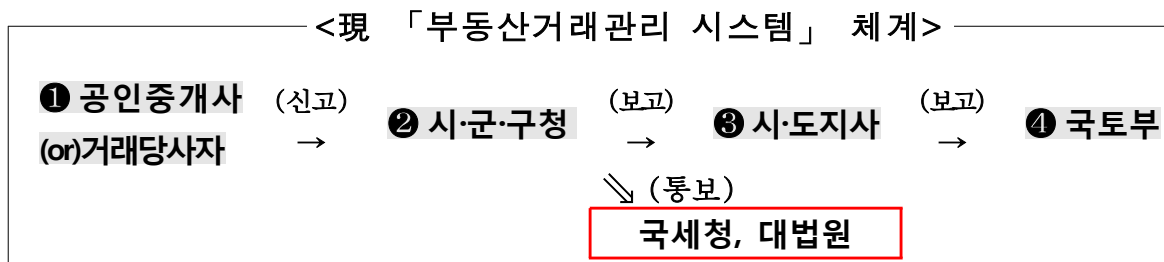 <現 「부동산거래관리 시스템」 체계>
❶ 공인중개사 (신고) ❷ 시·군·구청 (보고) ❸ 시·도지사 (보고) ❹ 국토부
(or)거래당사자 → → →
⇘ (통보)
국세청, 대법원